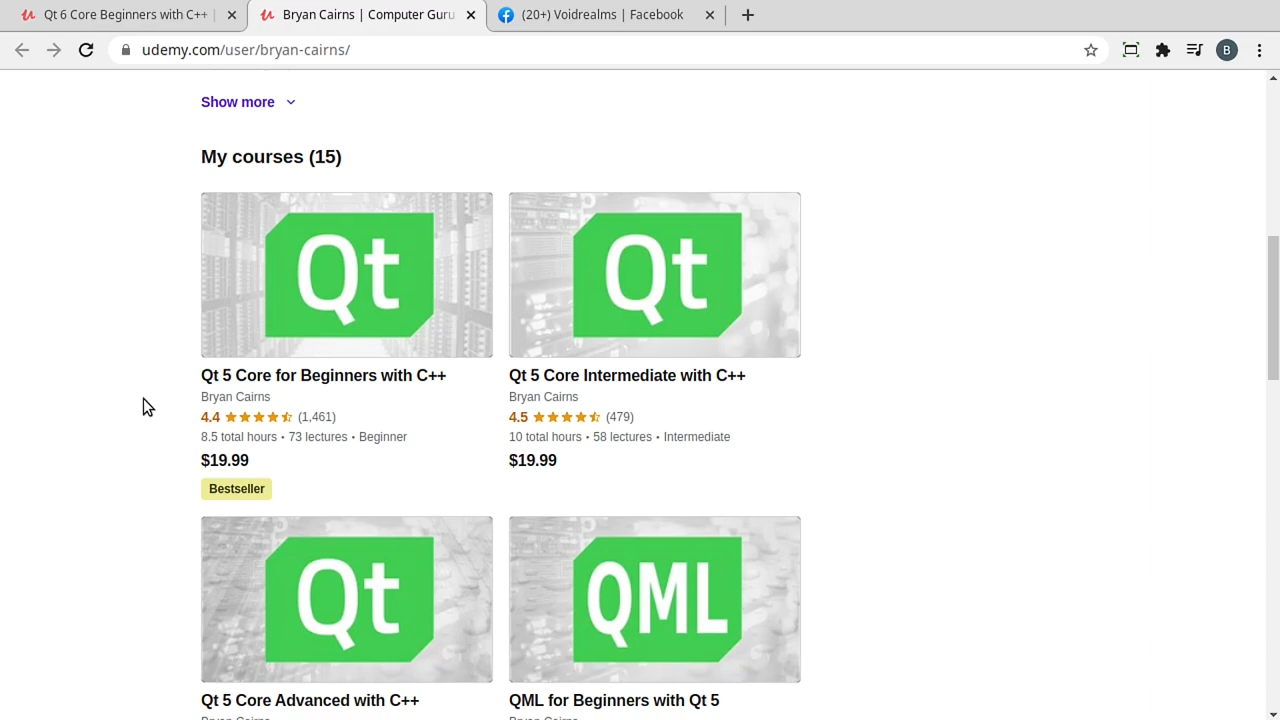 Qt 6 Core Beginners with C++ |
Bryan Cairns | Computer Guru
(20+) Voidrealms | Facebook
udemy.com/user/bryan-cairns/
B
Show more
My courses (15)
Qt
Qt
Qt 5 Core for Beginners with C++
Qt 5 Core Intermediate with C++
Bryan Cairns
Bryan Cairns
4.4 (1,461)
4.5 (479)
8.5 total hours • 73 lectures • Beginner
10 total hours • 58 lectures • Intermediate
$19.99
$19.99
Bestseller
Qt
QML
Qt 5 Core Advanced with C++
QML for Beginners with Qt 5
Bryan Cairns
Bryan Cairns